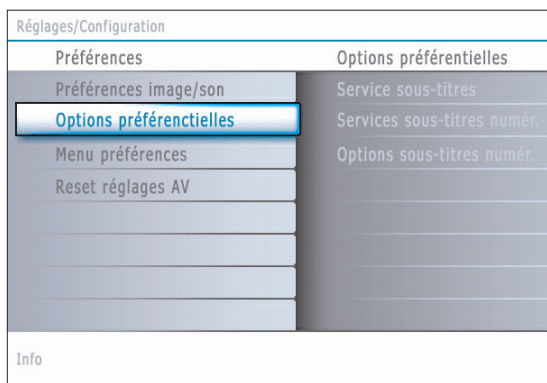 Réglages/Configuration
Préférences
Options préférentielles
Préférences image/son
Service sous-titres
Options préférenctielles
Services sous-titres numér.
Menu préférences
Options sous-titres numér.
Reset réglages AV
Info